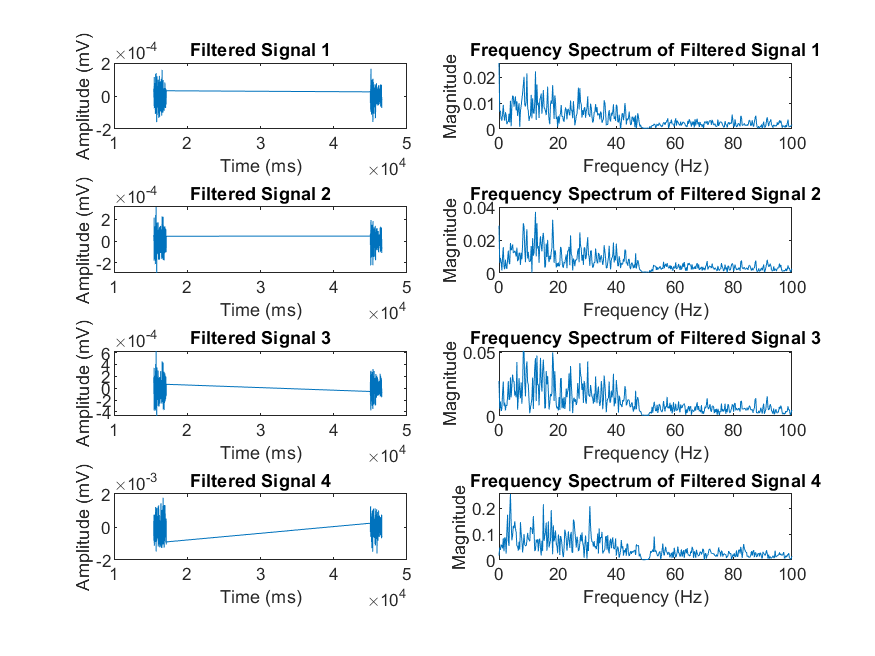 Filtered Signal 1
×10-4
Amplitude (mV)
2
0
-2
1 2 3 4 5
Time (ms)
×104
Frequency Spectrum of Filtered Signal 1
Magnitude
0.02
0.01
0
0 20 40 60 80 100
Frequency (Hz)
Filtered Signal 2
×10-4
Amplitude (mV)
2
0
-2
1 2 3 4 5
Time (ms)
×104
Frequency Spectrum of Filtered Signal 2
Magnitude
0.04
0.02
0
0 20 40 60 80 100
Frequency (Hz)
Filtered Signal 3
×10-4
Amplitude (mV)
6
4
2
0
-2
-4
1 2 3 4 5
Time (ms)
×104
Frequency Spectrum of Filtered Signal 3
Magnitude
0.05
0
0 20 40 60 80 100
Frequency (Hz)
Filtered Signal 4
×10-3
Amplitude (mV)
2
0
-2
1 2 3 4 5
Time (ms)
×104
Frequency Spectrum of Filtered Signal 4
Magnitude
0.2
0.1
0
0 20 40 60 80 100
Frequency (Hz)